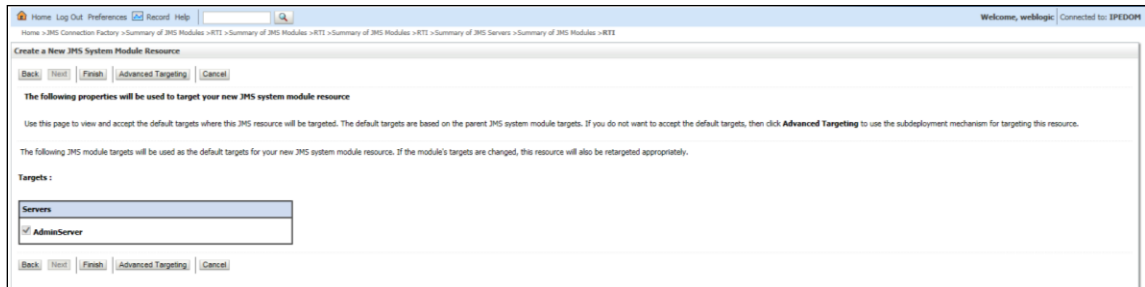 Home Log Out Preferences Record Help Welcome, weblogic Connected to: IPEDOM
Home >JMS Connection Factory >Summary of JMS Modules >RTI >Summary of JMS Modules >RTI >Summary of JMS Modules >RTI >Summary of JMS Servers >Summary of JMS Modules >RTI
Create a New JMS System Module Resource
Back Next Finish Advanced Targeting Cancel
The following properties will be used to target your new JMS system module resource
Use this page to view and accept the default targets where this JMS resource will be targeted. The default targets are based on the parent JMS system module targets. If you do not want to accept the default targets, then click Advanced Targeting to use the subdeployment mechanism for targeting this resource.
The following JMS module targets will be used as the default targets for your new JMS system module resource. If the module's targets are changed, this resource will also be retargeted appropriately.
Targets :
Servers
AdminServer
Back Next Finish Advanced Targeting Cancel